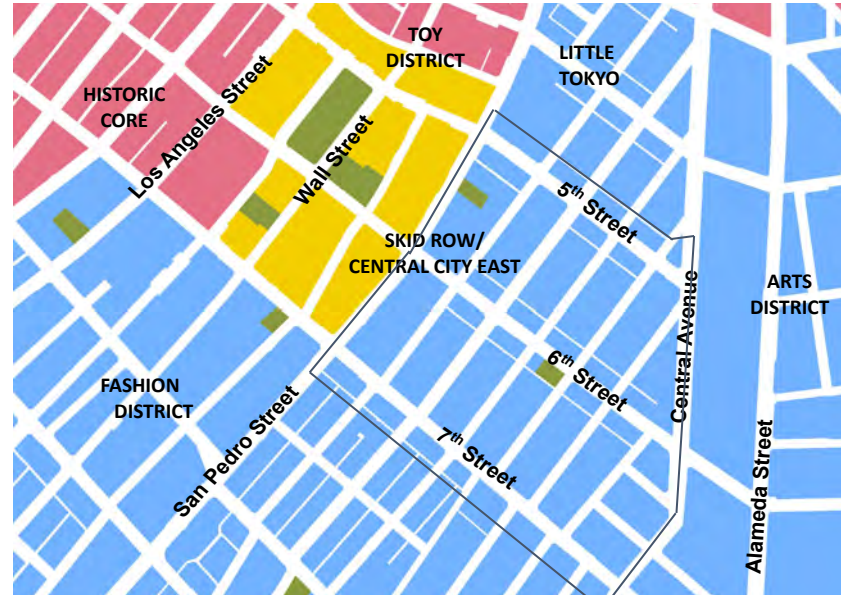 TOY
DISTRICT
LITTLE
TOKYO
HISTORIC
CORE
Los Angeles Street
Wall Street
5th Street
SKID ROW/
CENTRAL CITY EAST
ARTS
DISTRICT
Central Avenue
6th Street
FASHION
DISTRICT
San Pedro Street
7th Street
Alameda Street